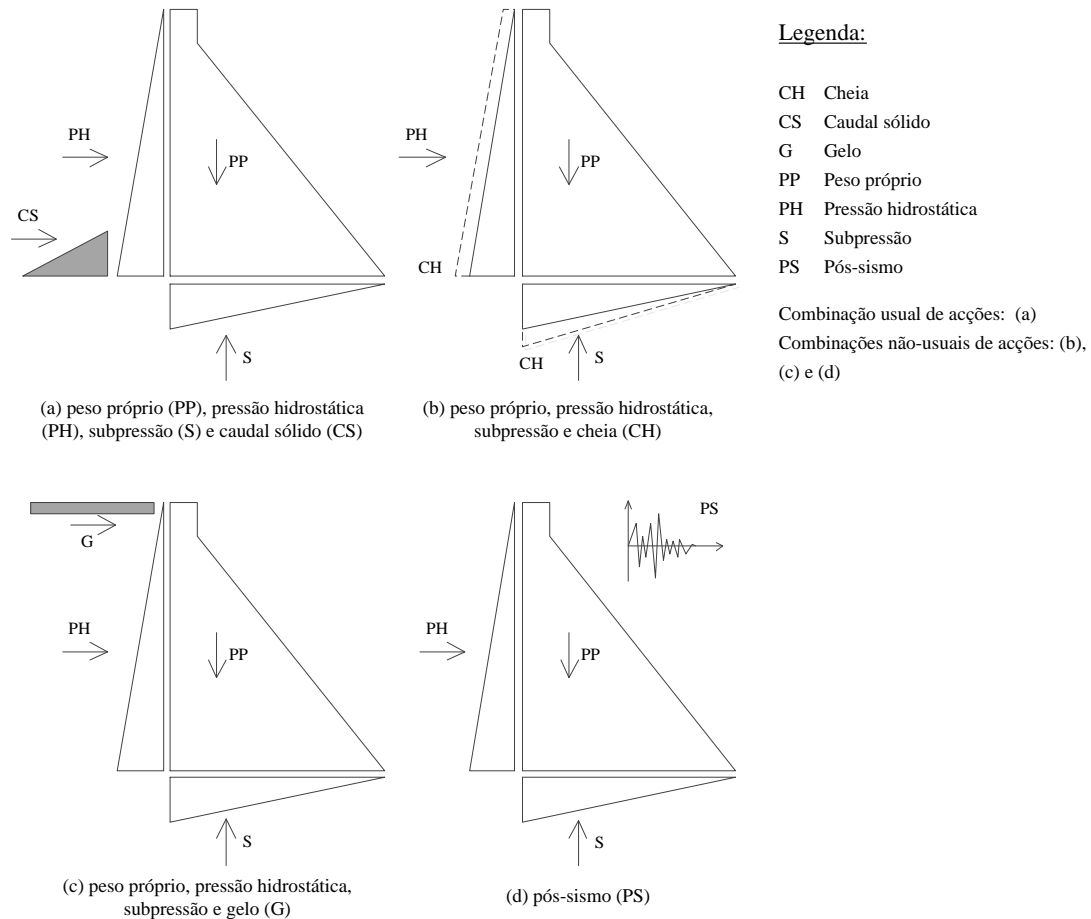 Legenda:
CH Cheia
CS Caudal sólido
G Gelo
PP Peso próprio
PH Pressão hidrostática
S Subpressão
PS Pós-sismo
Combinação usual de acções: (a)
Combinações não-usuais de acções: (b),
(c) e (d)
PH
PP
CS
S
(a) peso próprio (PP), pressão hidrostática
(PH), subpressão (S) e caudal sólido (CS)
PH
PP
CH
CH
S
(b) peso próprio, pressão hidrostática,
subpressão e cheia (CH)
G
PH
PP
S
(c) peso próprio, pressão hidrostática,
subpressão e gelo (G)
PS
PH
PP
S
(d) pós-sismo (PS)